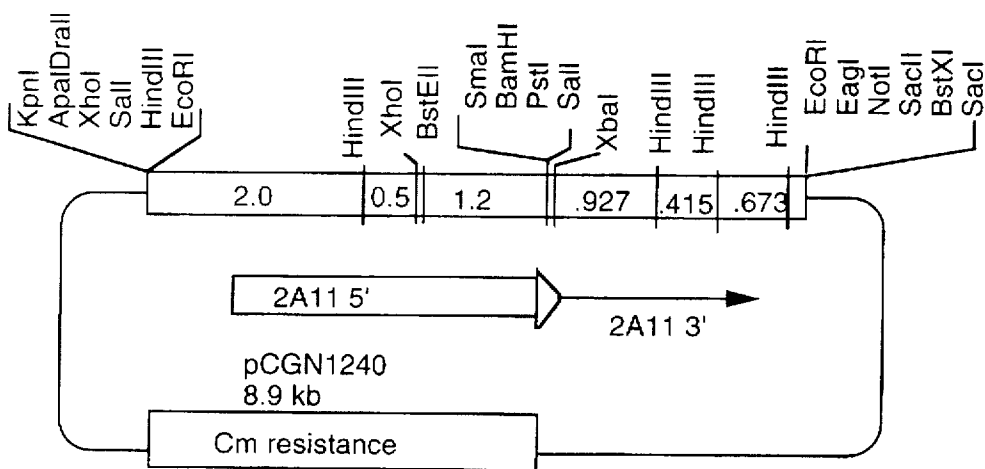 KpnI
ApaIDraII
XhoI
SalI
HindIII
EcoRI
HindIII
XhoI
BstEII
SmaI
BamHI
PstI
SalI
XbaI
HindIII
HindIII
HindIII
EcoRI
EagI
NotI
SacII
BstXI
SacI
2.0
0.5
1.2
.927
.415
.673
2A11 5'
2A11 3'
pCGN1240
8.9 kb
Cm resistance